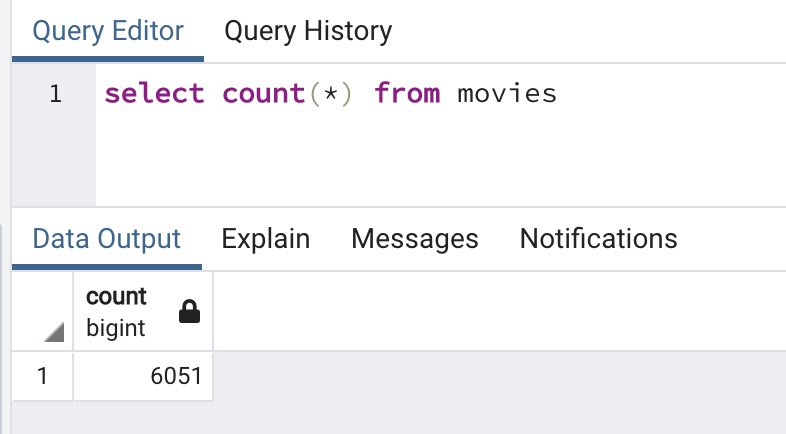 Query Editor Query History
1 select count(*) from movies
Data Output Explain Messages Notifications
count
bigint
1 6051